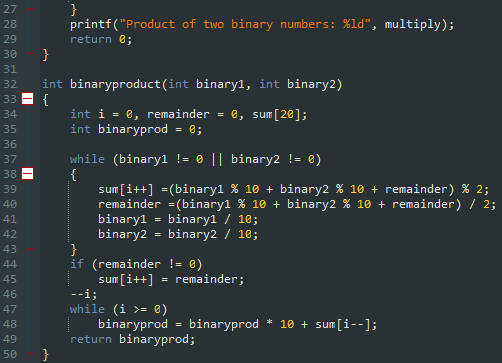 27 }
28 printf("Product of two binary numbers: %ld", multiply);
29 return 0;
30 }
31
32 int binaryproduct(int binary1, int binary2)
33 {
34 int i = 0, remainder = 0, sum[20];
35 int binaryprod = 0;
36
37 while (binary1 != 0 || binary2 != 0)
38 {
39 sum[i++] =(binary1 % 10 + binary2 % 10 + remainder) % 2;
40 remainder =(binary1 % 10 + binary2 % 10 + remainder) / 2;
41 binary1 = binary1 / 10;
42 binary2 = binary2 / 10;
43 }
44 if (remainder != 0)
45 sum[i++] = remainder;
46 --i;
47 while (i >= 0)
48 binaryprod = binaryprod * 10 + sum[i--];
49 return binaryprod;
50 }